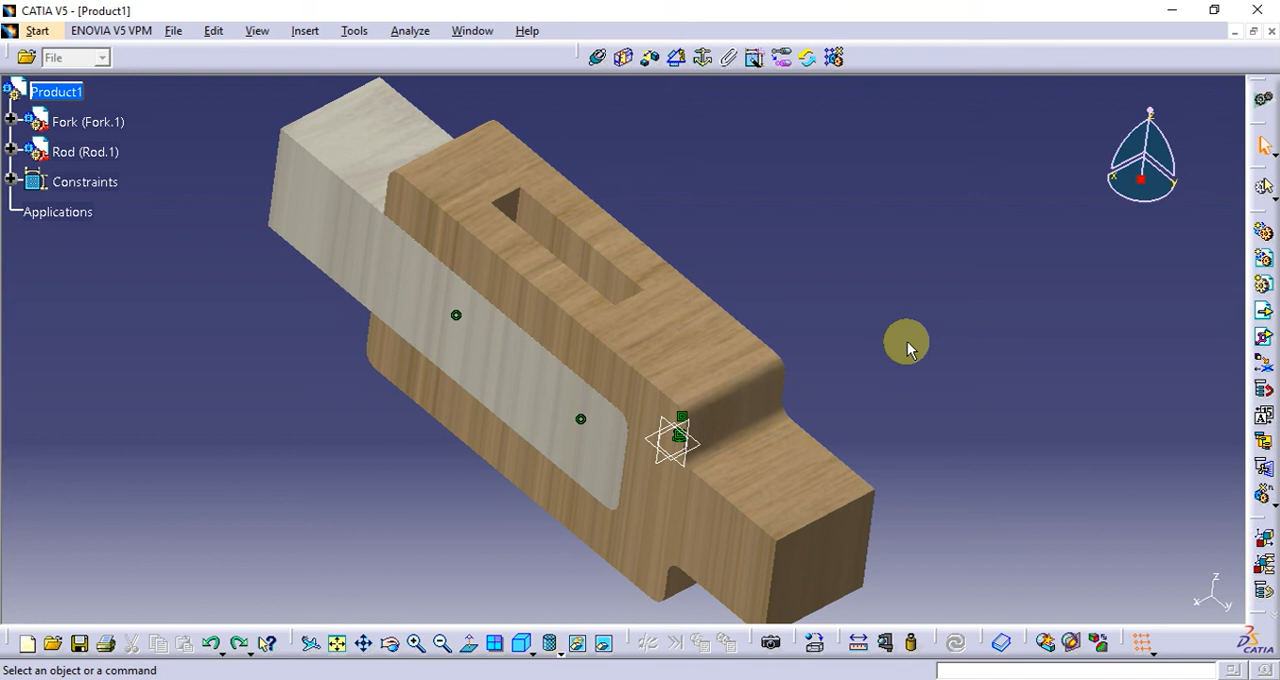 CATIA V5 - [Product1]
Start ENOVIA V5 VPM File Edit View Insert Tools Analyze Window Help
File
Product1
Fork (Fork.1)
Rod (Rod.1)
Constraints
Applications
z
x y
z
x y
CATIA
Select an object or a command